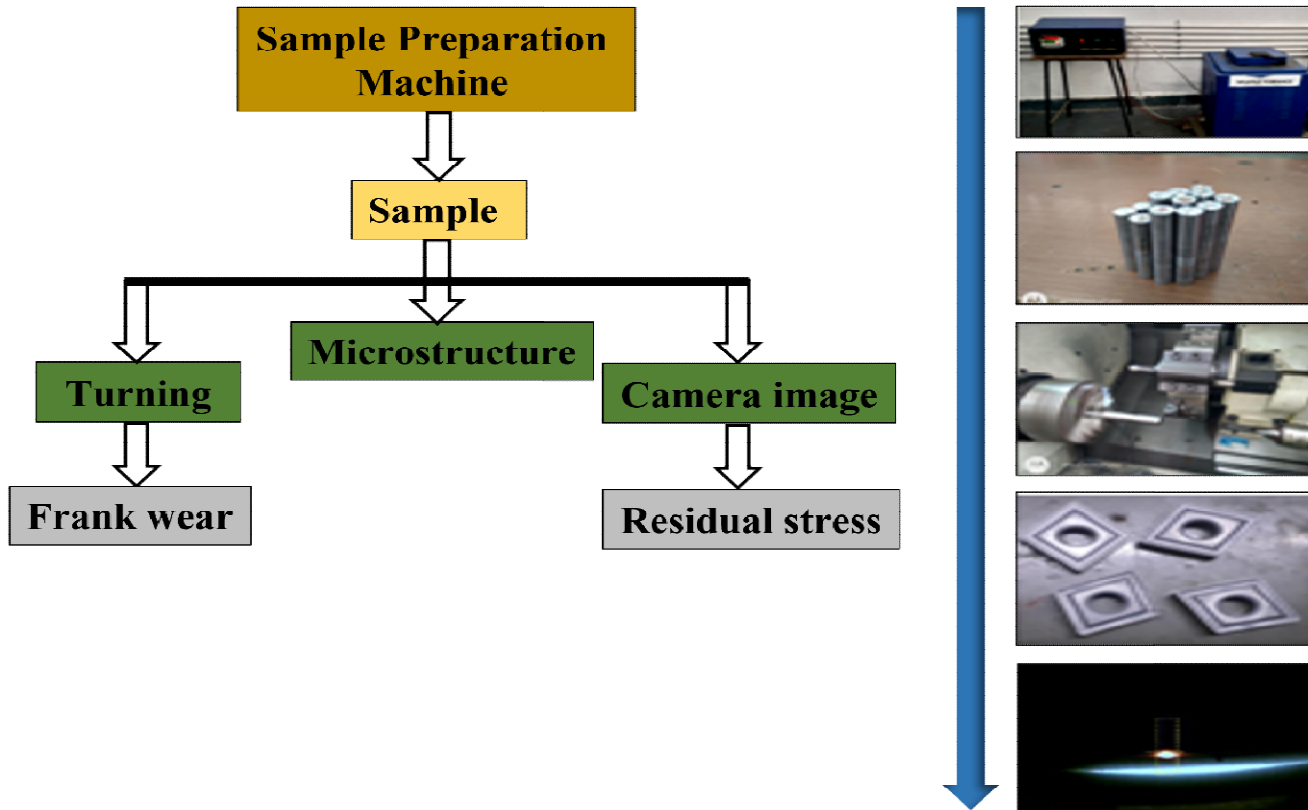 Sample Preparation
Machine
Sample
Microstructure
Turning
Camera image
Frank wear
Residual stress